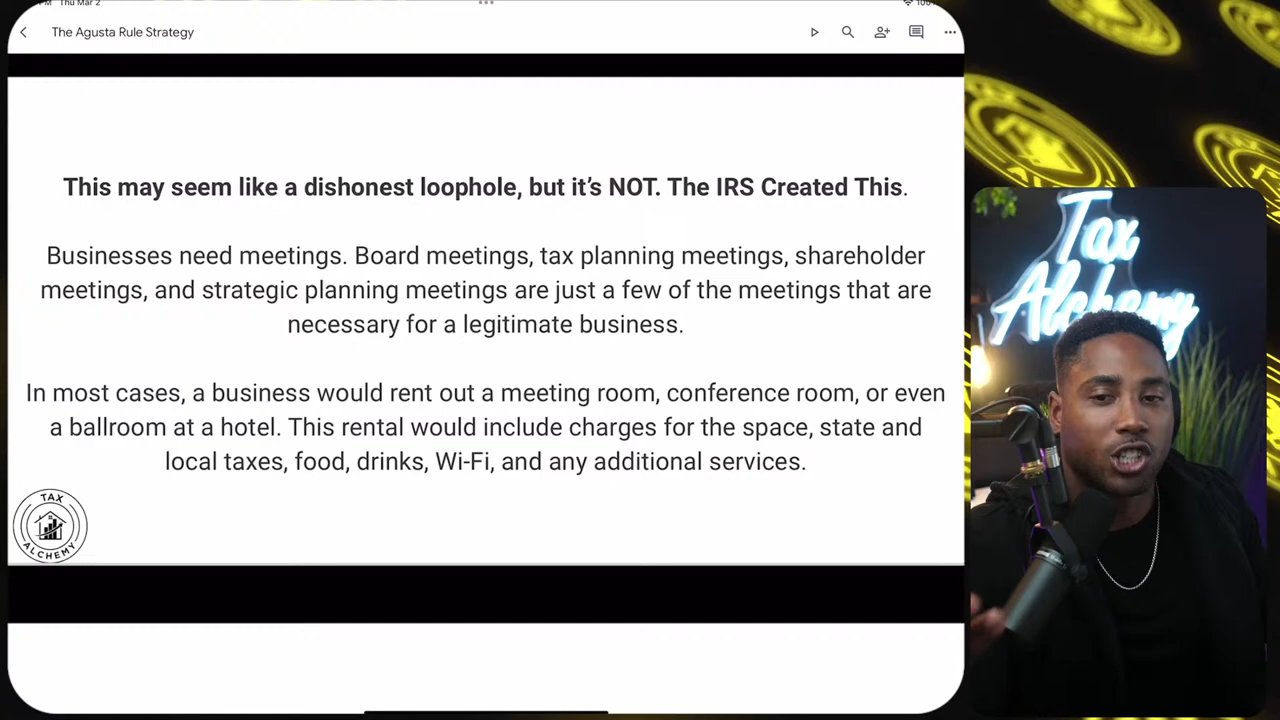 Thu Mar 2
The Agusta Rule Strategy
This may seem like a dishonest loophole, but it’s NOT. The IRS Created This.
Businesses need meetings. Board meetings, tax planning meetings, shareholder
meetings, and strategic planning meetings are just a few of the meetings that are
necessary for a legitimate business.
In most cases, a business would rent out a meeting room, conference room, or even
a ballroom at a hotel. This rental would include charges for the space, state and
local taxes, food, drinks, Wi-Fi, and any additional services.
TAX
ALCHEMY
Tax
Alchemy